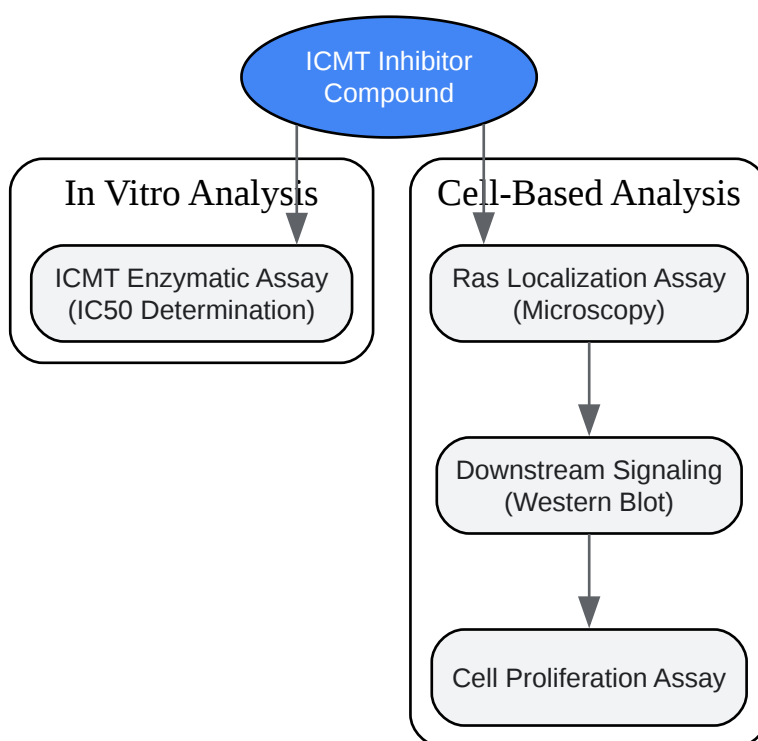 ICMT Inhibitor
Compound
In Vitro Analysis
ICMT Enzymatic Assay
(IC50 Determination)
Cell-Based Analysis
Ras Localization Assay
(Microscopy)
Downstream Signaling
(Western Blot)
Cell Proliferation Assay